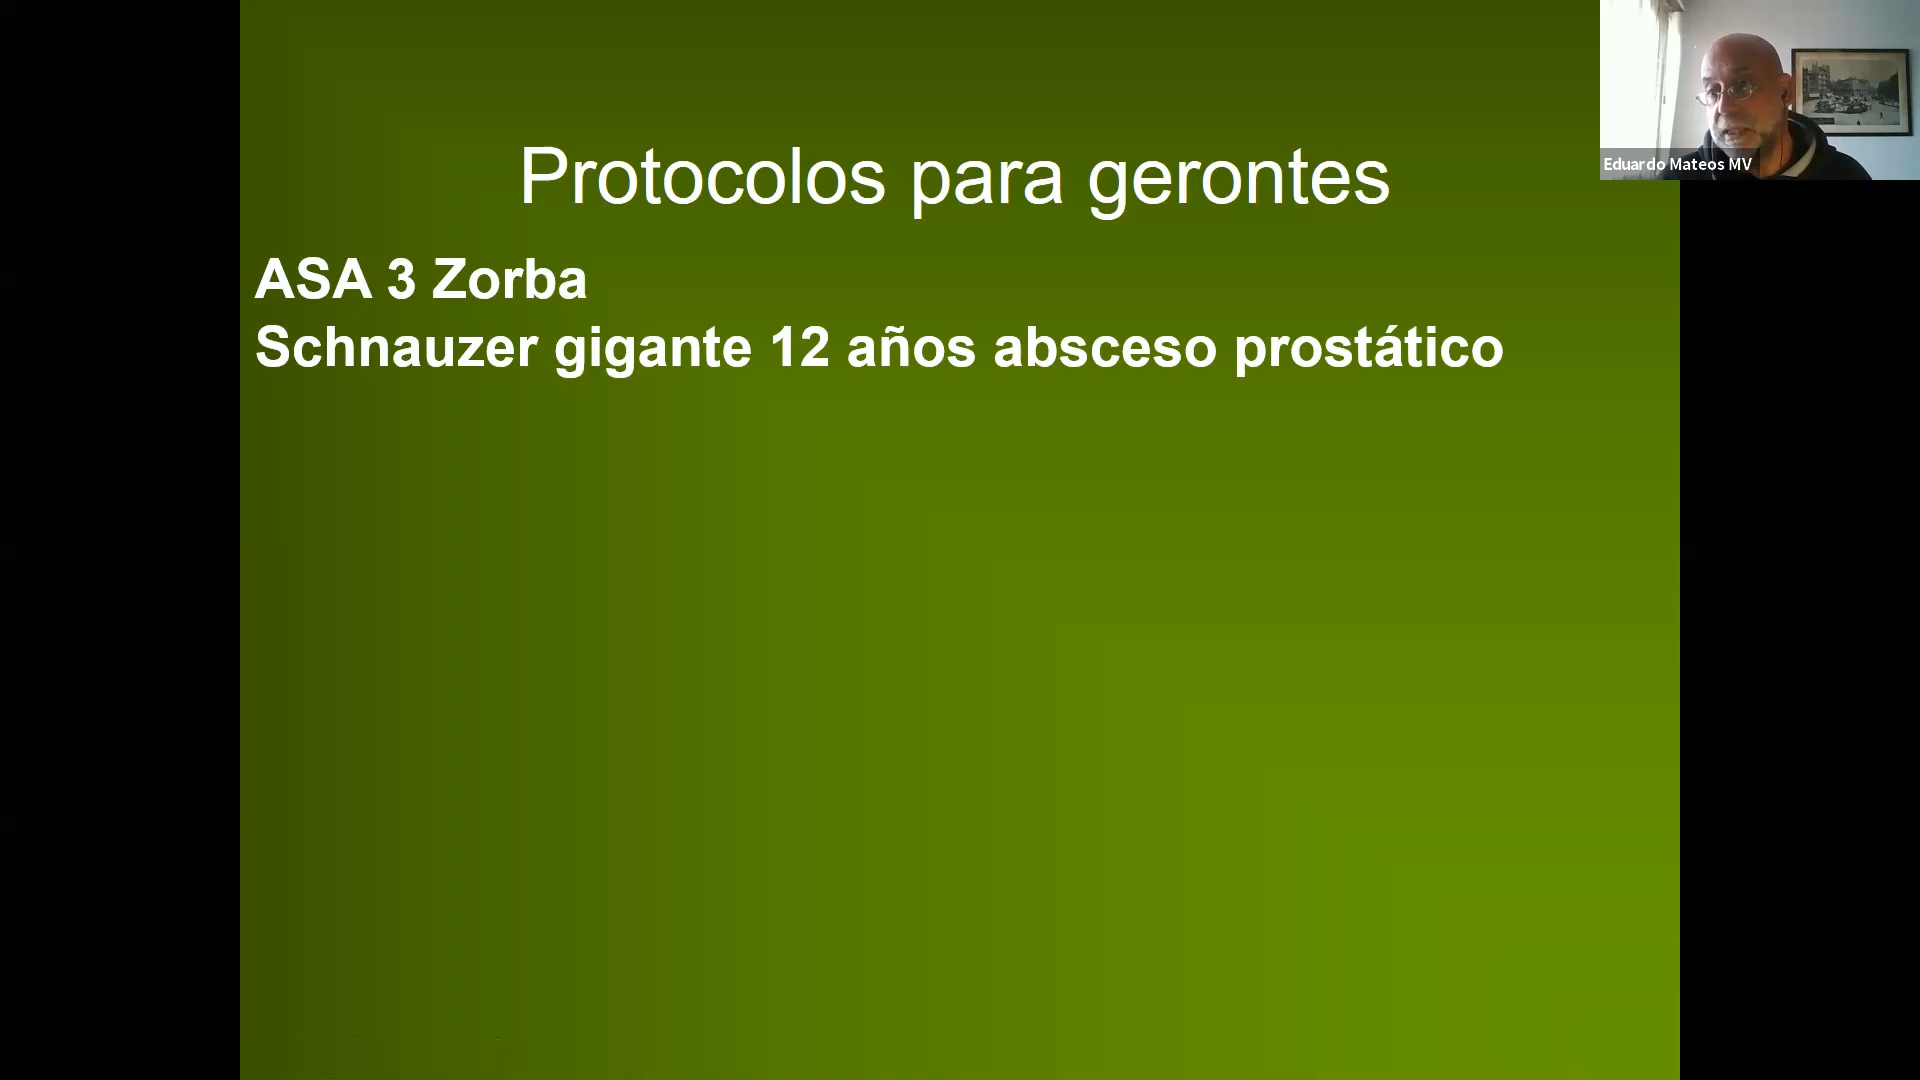 Protocolos para gerontes
ASA 3 Zorba
Schnauzer gigante 12 años absceso prostático
Eduardo Mateos MV